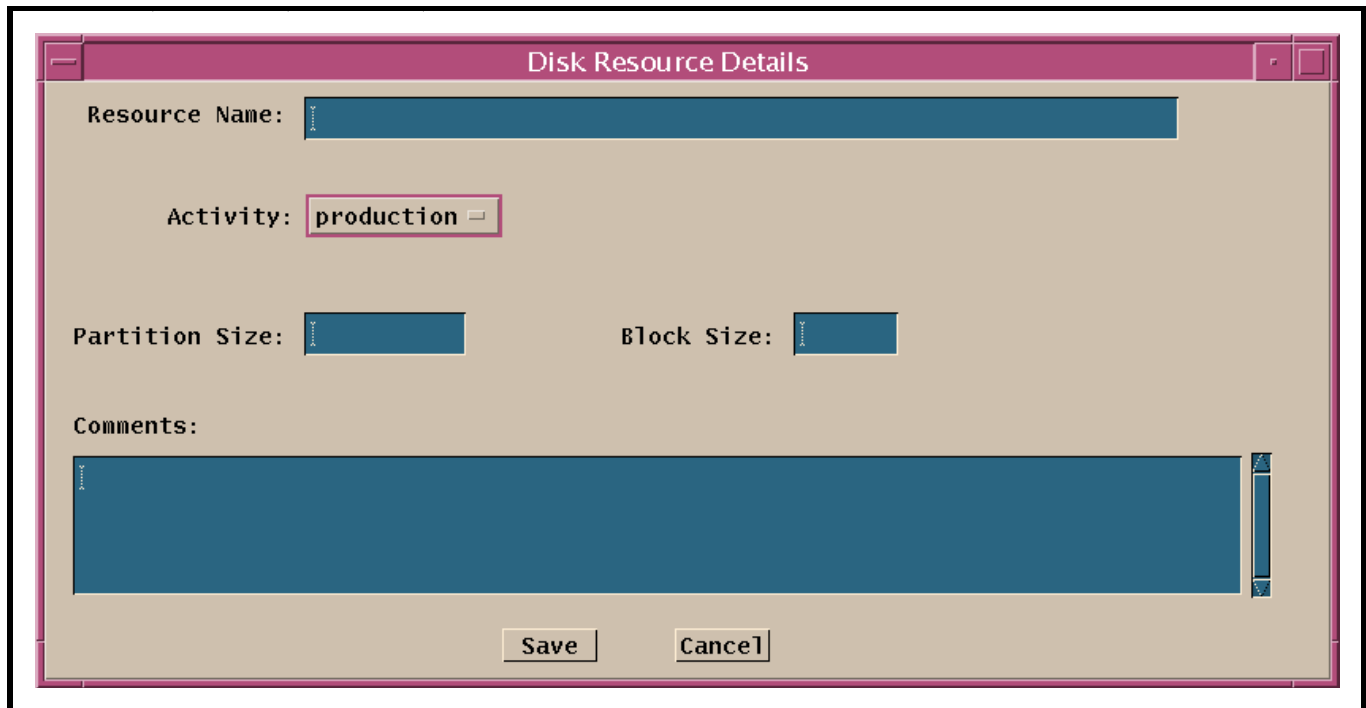 Disk Resource Details
Resource Name:
Activity: production
Partition Size: Block Size:
Comments:
Save Cancel